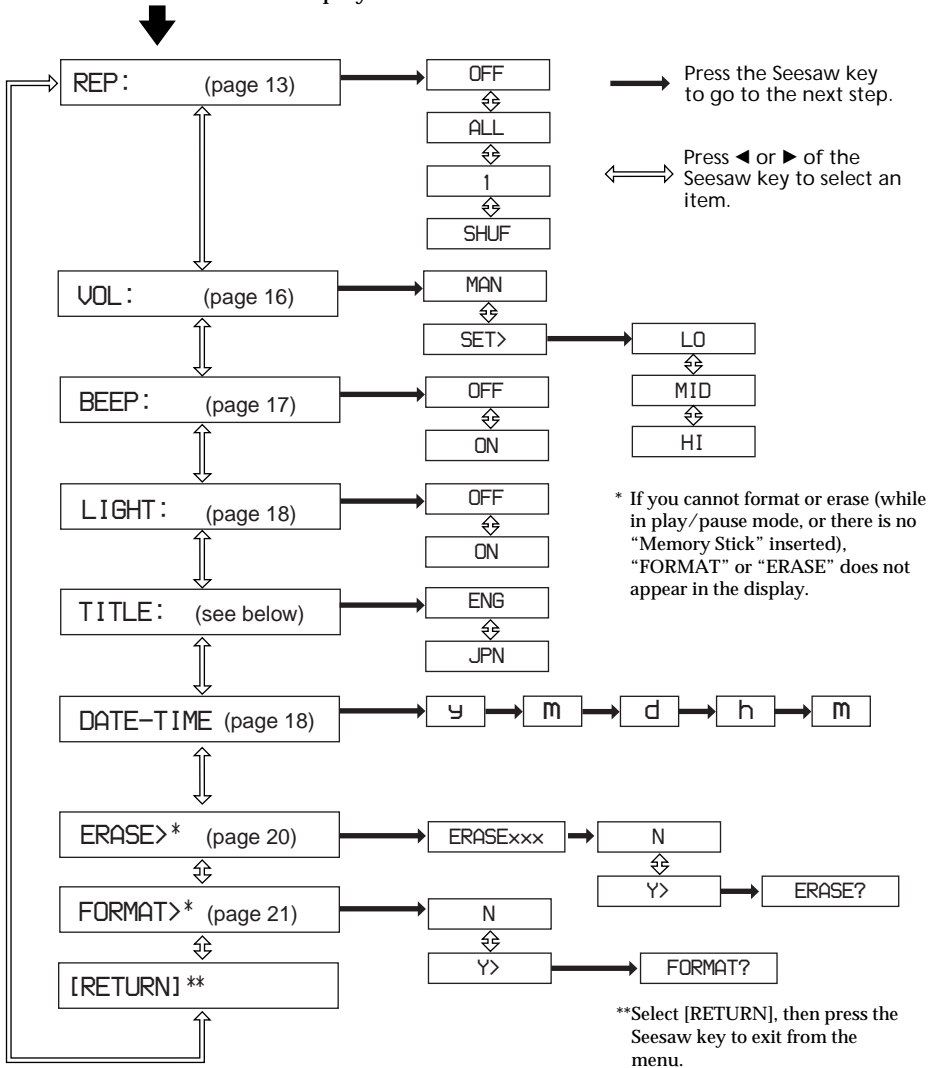 REP: (page 13)
OFF
ALL
1
SHUF
Press the Seesaw key
to go to the next step.
Press ◄ or ► of the
Seesaw key to select an
item.
VOL: (page 16)
MAN
SET>
LO
MID
HI
BEEP: (page 17)
OFF
ON
LIGHT: (page 18)
OFF
ON
* If you cannot format or erase (while
in play/pause mode, or there is no
“Memory Stick” inserted),
“FORMAT” or “ERASE” does not
appear in the display.
TITLE: (see below)
ENG
JPN
DATE-TIME (page 18)
y m d h m
ERASE>* (page 20)
ERASExxx
N
Y>
ERASE?
FORMAT>* (page 21)
N
Y>
FORMAT?
[RETURN]**
**Select [RETURN], then press the
Seesaw key to exit from the
menu.